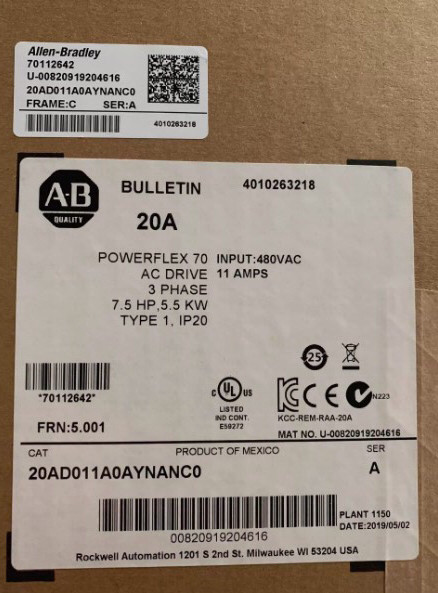 Allen-Bradley
70112642
U-00820919204616
20AD011A0AYNANC0
FRAME:C SER:A
4010263218
A-B
QUALITY
BULLETIN 4010263218
20A
POWERFLEX 70 INPUT:480VAC
AC DRIVE 11 AMPS
3 PHASE
7.5 HP,5.5 KW
TYPE 1, IP20
25
C UL US
LISTED
IND CONT.
E59272
CE
N223
KCC-REM-RAA-20A
*70112642*
FRN:5.001
MAT NO. U-00820919204616
CAT PRODUCT OF MEXICO SER
20AD011A0AYNANC0 A
PLANT 1150
DATE:2019/05/02
00820919204616
Rockwell Automation 1201 S 2nd St. Milwaukee WI 53204 USA